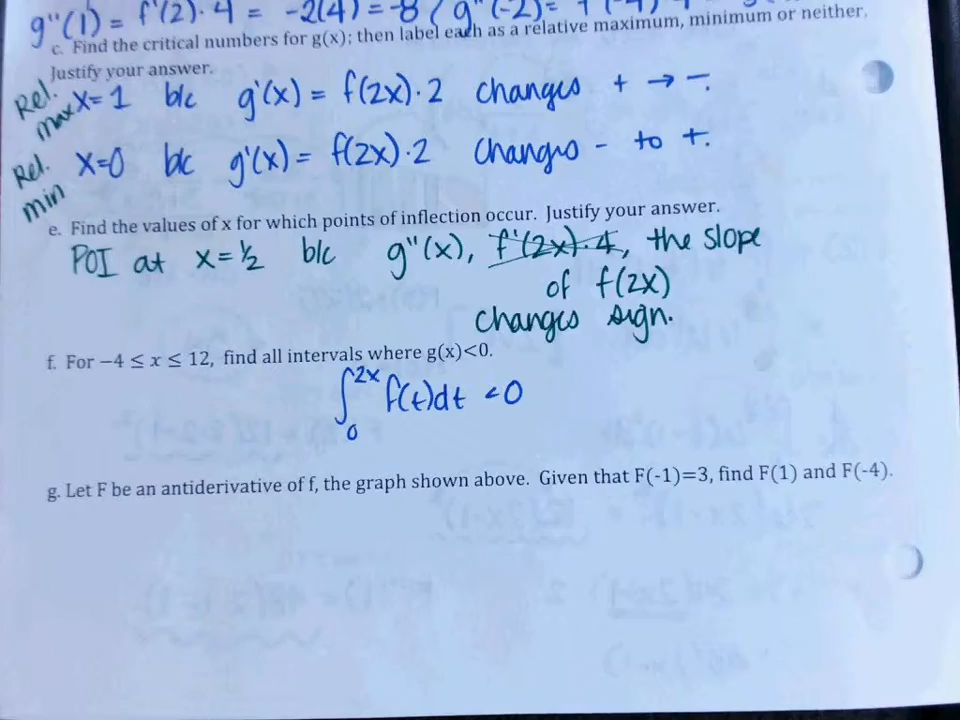 g''(1) = f'(2)·4 = -2(4) = -8 g''(-2) =
c. Find the critical numbers for g(x); then label each as a relative maximum, minimum or neither.
Justify your answer.
Rel. max x=1 b/c g'(x) = f(2x)·2 changes + → -.
Rel. min x=0 b/c g'(x) = f(2x)·2 changes - to +.
e. Find the values of x for which points of inflection occur. Justify your answer.
POI at x=½ b/c g''(x), f'(2x)·4, the slope
of f(2x)
changes sign.
f. For −4 ≤ x ≤ 12, find all intervals where g(x)<0.
∫₀²ˣ f(t)dt <0
g. Let F be an antiderivative of f, the graph shown above. Given that F(-1)=3, find F(1) and F(-4).